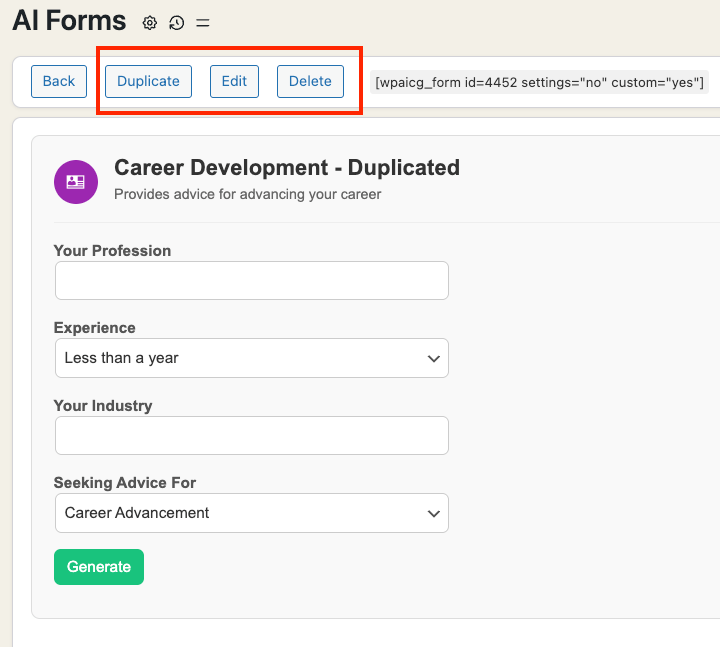 AI Forms
Back Duplicate Edit Delete [wpaicg_form id=4452 settings="no" custom="yes"]
Career Development - Duplicated
Provides advice for advancing your career
Your Profession
Experience
Less than a year
Your Industry
Seeking Advice For
Career Advancement
Generate